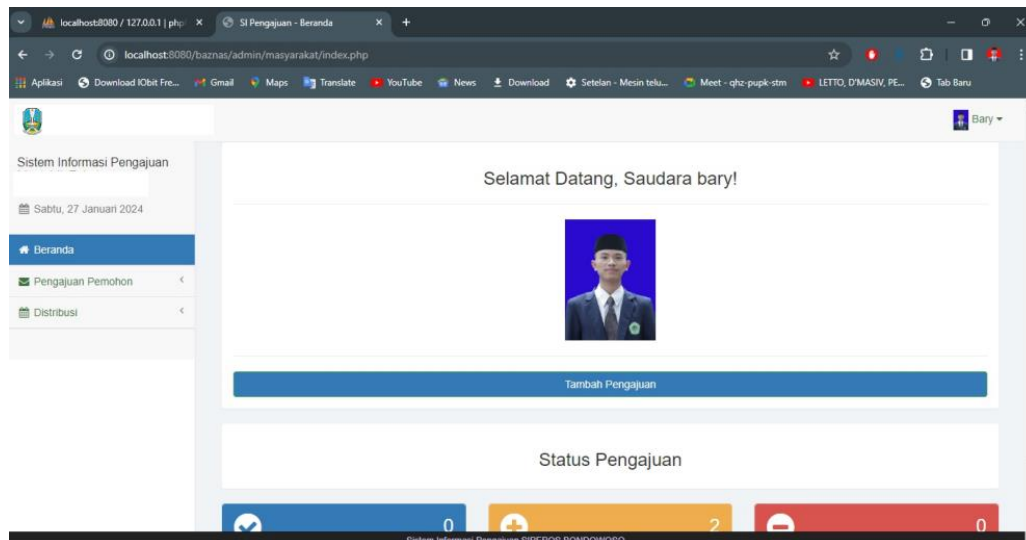 localhost:8080 / 127.0.0.1 | php
SI Pengajuan - Beranda
localhost:8080/baznas/admin/masyarakat/index.php
Aplikasi
Download IObit Fre...
Gmail
Maps
Translate
YouTube
News
Download
Setelan - Mesin telu...
Meet - qhz-pupk-stm
LETTO, D'MASIV, PE...
Tab Baru
Bary
Sistem Informasi Pengajuan
Sabtu, 27 Januari 2024
Beranda
Pengajuan Pemohon
Distribusi
Selamat Datang, Saudara bary!
Tambah Pengajuan
Status Pengajuan
0
2
0
Sistem Informasi Pengajuan BONDOWOSO